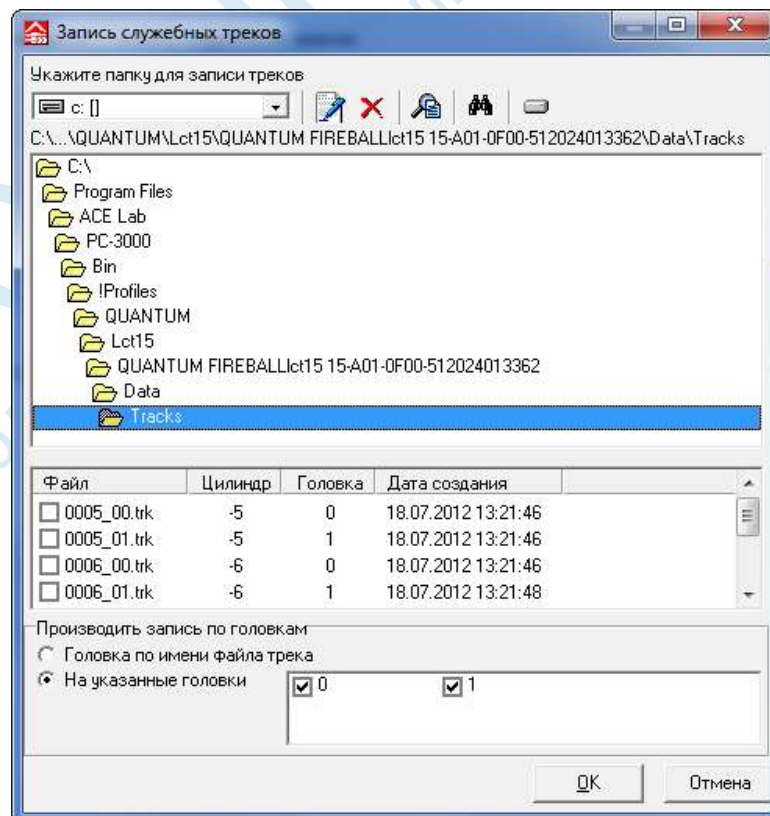 Запись служебных треков
Укажите папку для записи треков
c: []
C:\...\QUANTUM\Lct15\QUANTUM FIREBALLlct15 15-A01-0F00-512024013362\Data\Tracks
C:\
Program Files
ACE Lab
PC-3000
Bin
!Profiles
QUANTUM
Lct15
QUANTUM FIREBALLlct15 15-A01-0F00-512024013362
Data
Tracks
Файл Цилиндр Головка Дата создания
0005_00.trk -5 0 18.07.2012 13:21:46
0005_01.trk -5 1 18.07.2012 13:21:46
0006_00.trk -6 0 18.07.2012 13:21:46
0006_01.trk -6 1 18.07.2012 13:21:48
Производить запись по головкам
Головка по имени файла трека
На указанные головки 0 1
OK Отмена